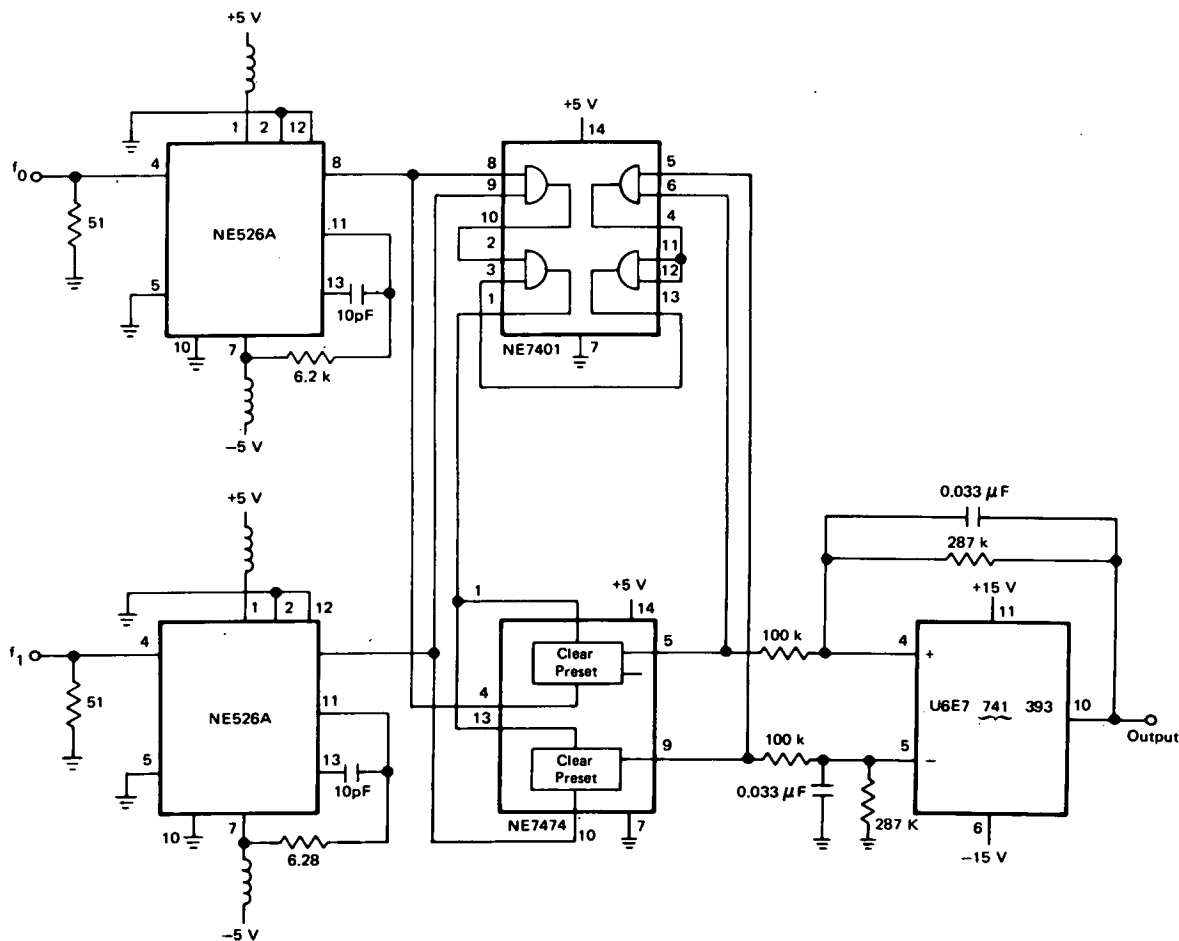 +5 V
1
2
12
f0
4
8
51
NE526A
11
5
13
10pF
10
7
6.2 k
−5 V
+5 V
14
8
5
9
6
10
4
2
11
3
12
1
13
NE7401
7
+5 V
1
2
12
f1
4
51
NE526A
11
5
13
10pF
10
7
6.28
−5 V
1
+5 V
14
Clear
Preset
5
4
13
9
Clear
Preset
NE7474
10
7
0.033 μF
287 k
+15 V
11
100 k
4
+
U6E7 741 393
10
Output
100 k
5
−
0.033 μF
287 K
6
−15 V